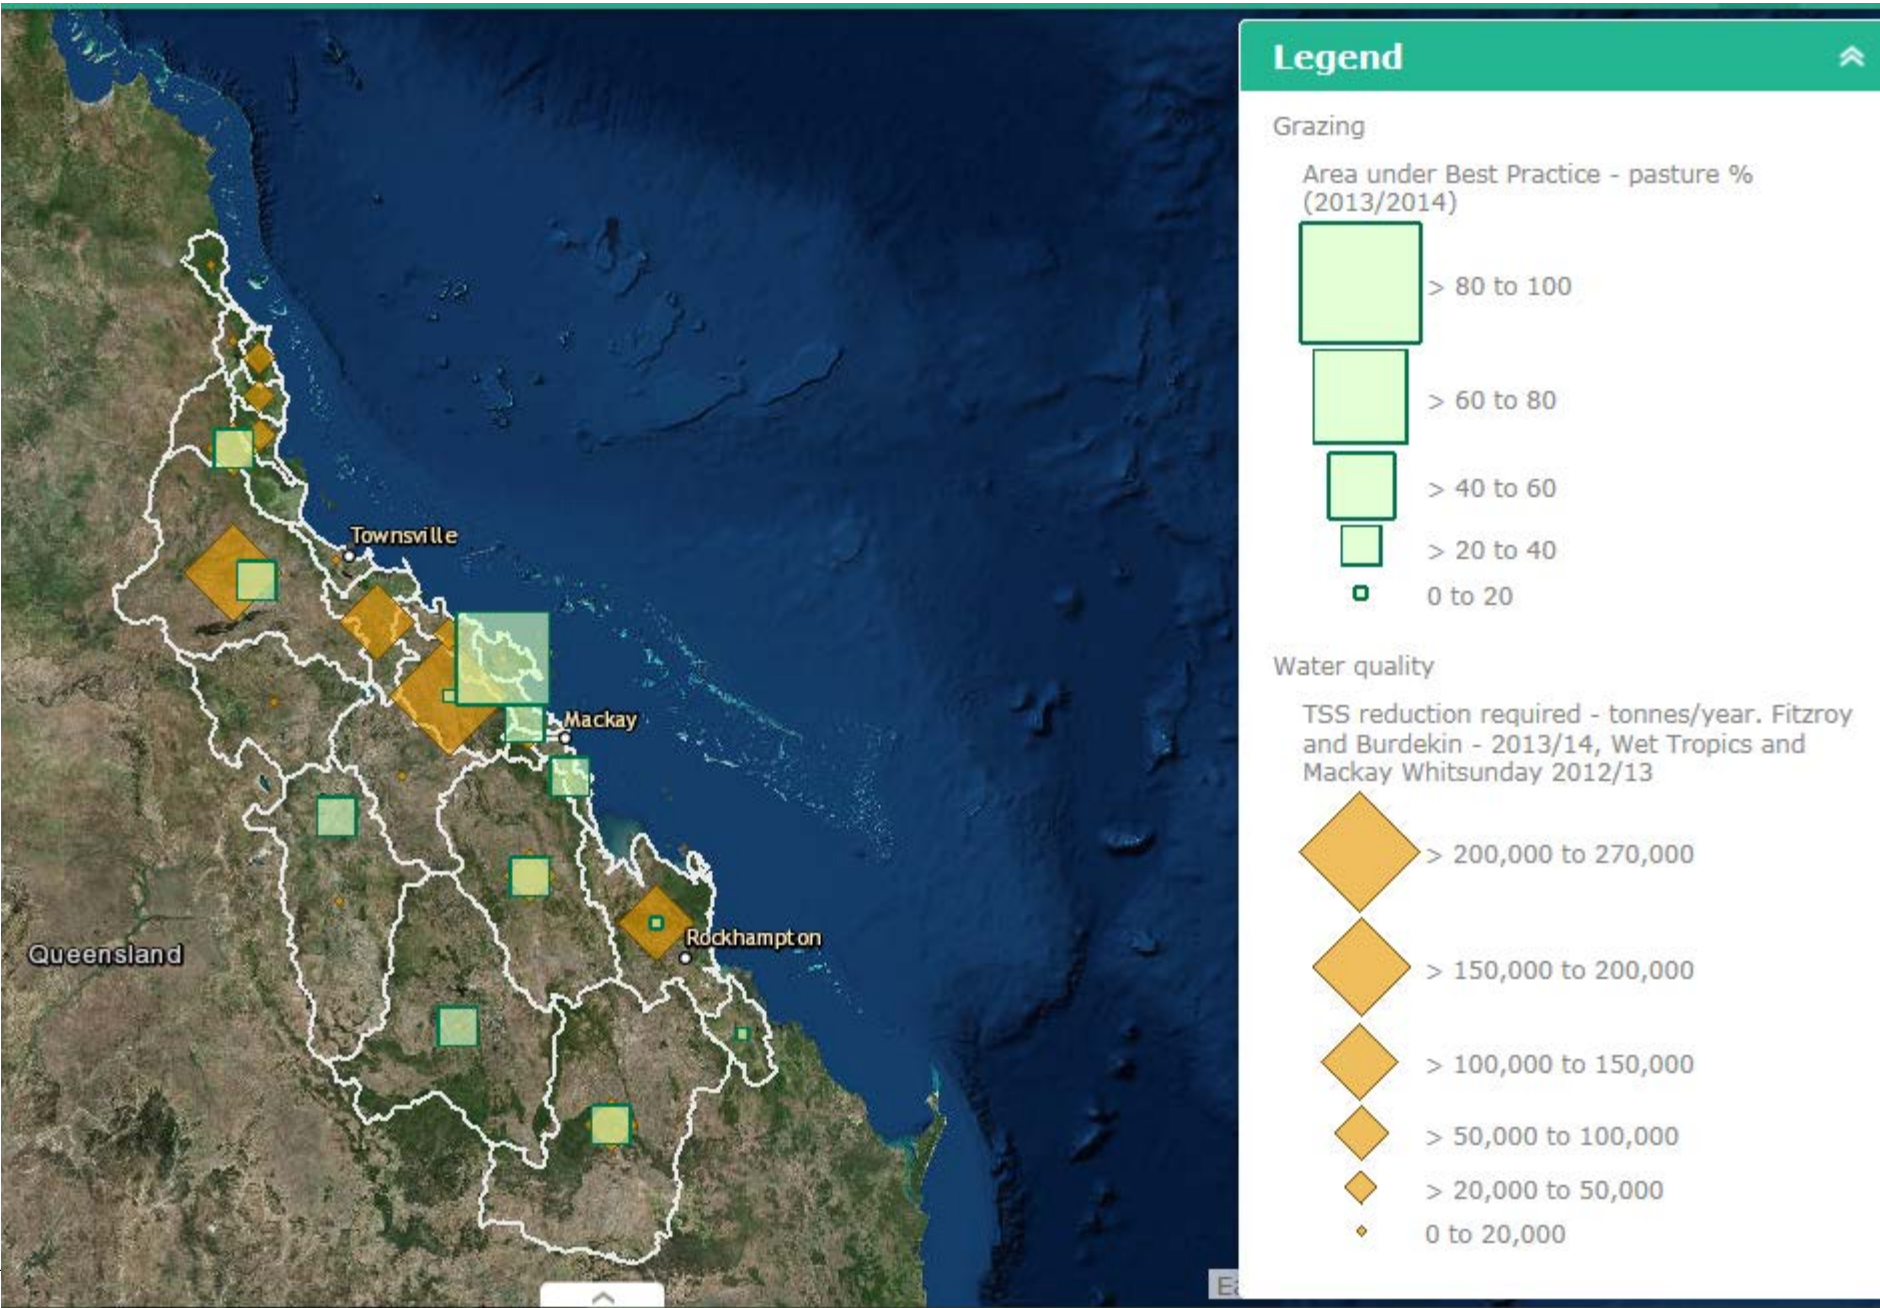 Legend
Grazing
Area under Best Practice - pasture %
(2013/2014)
> 80 to 100
> 60 to 80
> 40 to 60
> 20 to 40
0 to 20
Water quality
TSS reduction required - tonnes/year. Fitzroy
and Burdekin - 2013/14, Wet Tropics and
Mackay Whitsunday 2012/13
> 200,000 to 270,000
> 150,000 to 200,000
> 100,000 to 150,000
> 50,000 to 100,000
> 20,000 to 50,000
0 to 20,000
Townsville
Mackay
Rockhampton
Queensland